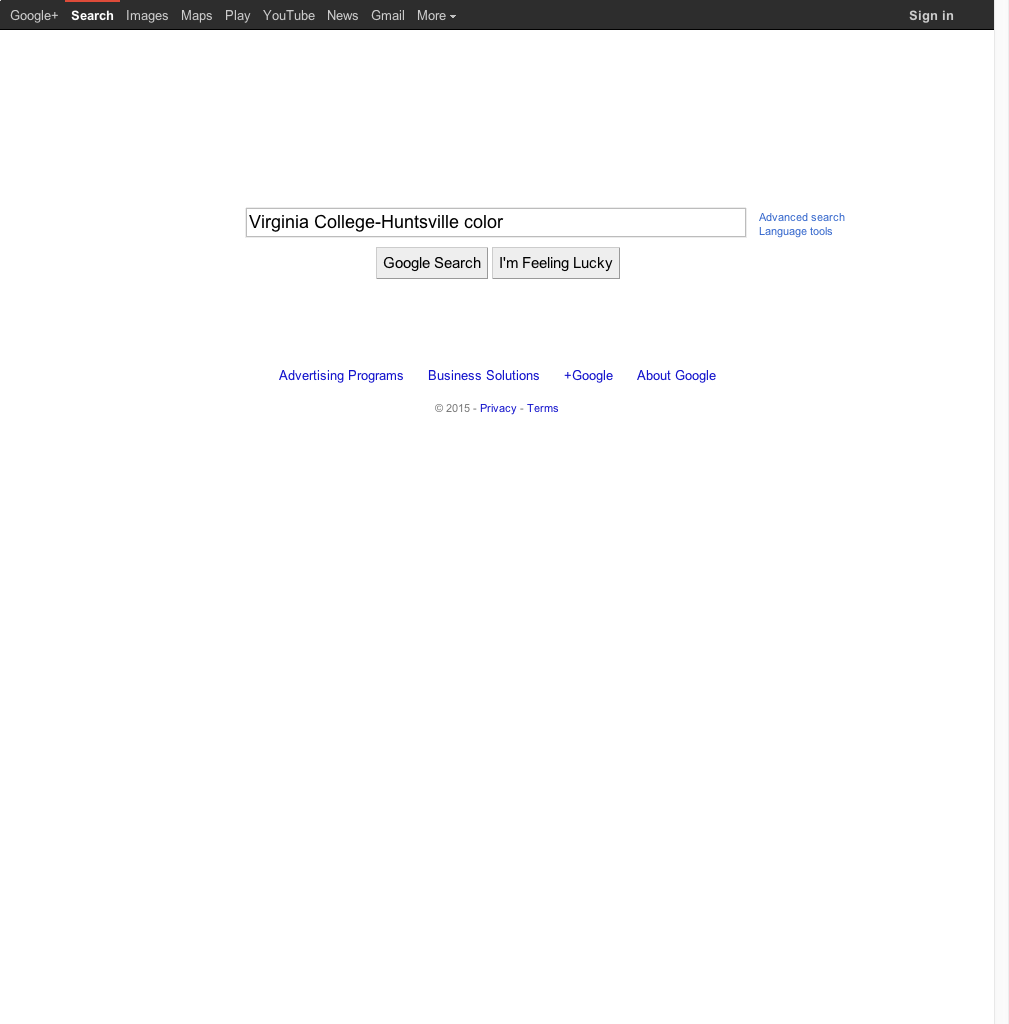 Google+ Search Images Maps Play YouTube News Gmail More Sign in
Virginia College-Huntsville color
Advanced search
Language tools
Google Search I'm Feeling Lucky
Advertising Programs Business Solutions +Google About Google
© 2015 - Privacy - Terms